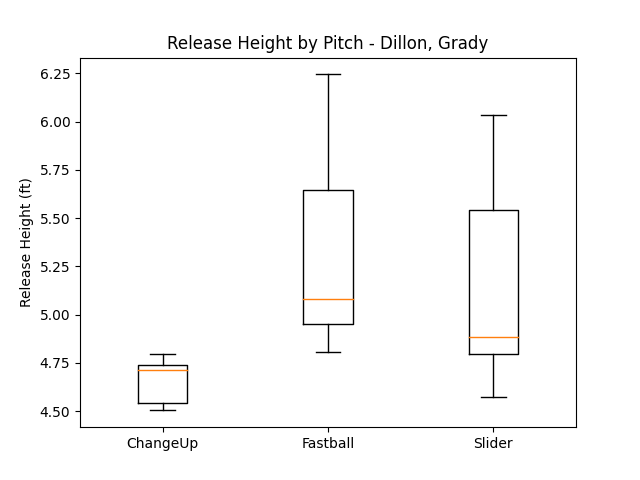 Release Height by Pitch - Dillon, Grady
Release Height (ft)
6.25
6.00
5.75
5.50
5.25
5.00
4.75
4.50
ChangeUp Fastball Slider